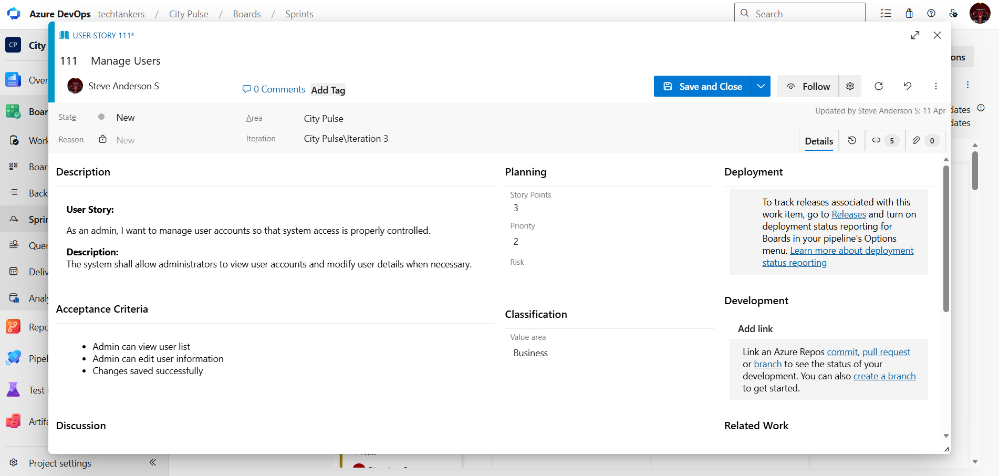 Azure DevOps techtankers / City Pulse / Boards / Sprints
Search
CP City
Over
Boar
Work
Boar
Back
Sprin
Quer
Deliv
Analy
Repo
Pipel
Test
Artifa
Project settings
USER STORY 111*
111 Manage Users
Steve Anderson S
0 Comments
Add Tag
Save and Close
Follow
ons
State
New
Area
City Pulse
Updated by Steve Anderson S: 11 Apr
dates
dates
Reason
New
Iteration
City Pulse\Iteration 3
Details
5
0
Description
User Story:
As an admin, I want to manage user accounts so that system access is properly controlled.
Description:
The system shall allow administrators to view user accounts and modify user details when necessary.
Acceptance Criteria
• Admin can view user list
• Admin can edit user information
• Changes saved successfully
Discussion
Planning
Story Points
3
Priority
2
Risk
Classification
Value area
Business
Deployment
To track releases associated with this
work item, go to Releases and turn on
deployment status reporting for
Boards in your pipeline's Options
menu. Learn more about deployment
status reporting
Development
Add link
Link an Azure Repos commit, pull request
or branch to see the status of your
development. You can also create a branch
to get started.
Related Work